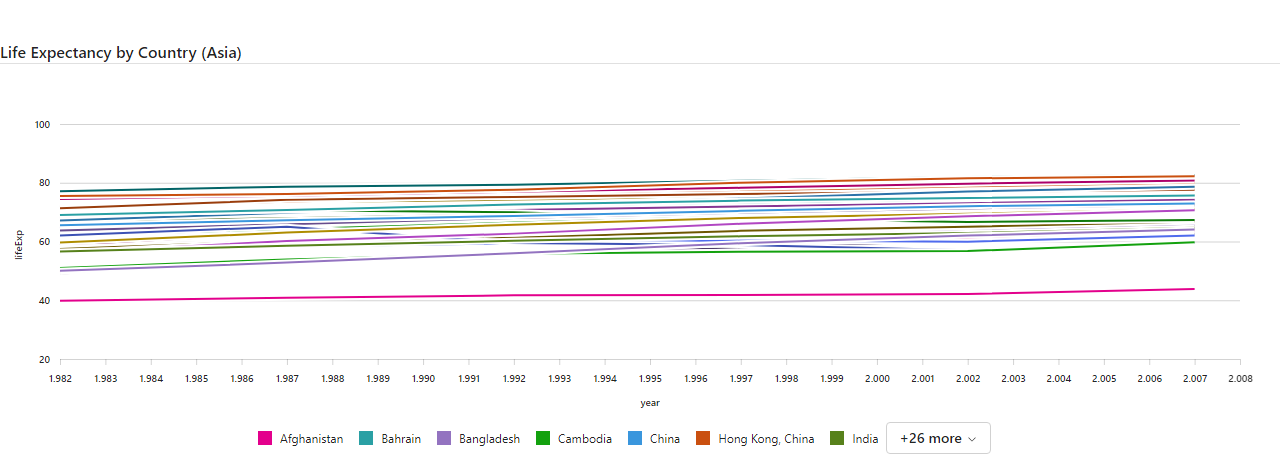 Life Expectancy by Country (Asia)
100
80
60
40
20
lifeExp
1.982 1.983 1.984 1.985 1.986 1.987 1.988 1.989 1.990 1.991 1.992 1.993 1.994 1.995 1.996 1.997 1.998 1.999 2.000 2.001 2.002 2.003 2.004 2.005 2.006 2.007 2.008
year
Afghanistan Bahrain Bangladesh Cambodia China Hong Kong, China India +26 more